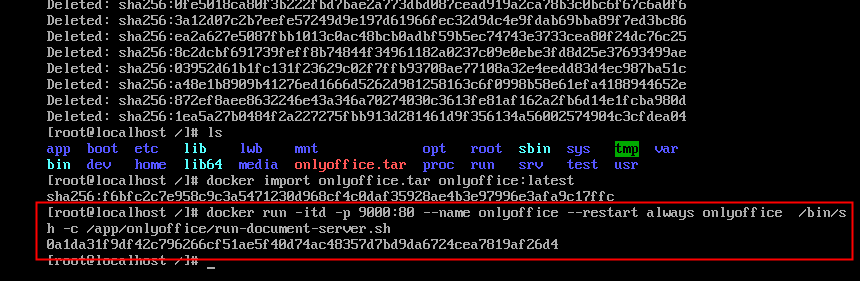 Deleted: sha256:0fe5018ca80f3b222fbd7bae2a773dbd087cead919a2ca78b3c0bc6f67c6a0f6
Deleted: sha256:3a12d07c2b7eefe57249d9e197d61966fec32d9dc4e9fdab69bba89f7ed3bc86
Deleted: sha256:ea2a627e5087fbb1013c0ac48bcb0adbf59b5ec74743e3733cea80f24dc76c25
Deleted: sha256:8c2dcbf691739feff8b74844f34961182a0237c09e0ebe3fd8d25e37693499ae
Deleted: sha256:03952d61b1fc131f23629c02f7ffb93708ae77108a32e4eedd83d4ec987ba51c
Deleted: sha256:a48e1b8909b41276ed1666d5262d981258163c6f0998b58e61efa4188944652e
Deleted: sha256:872ef8aee8632246e43a346a70274030c3613fe81af162a2fb6d14e1fcba980d
Deleted: sha256:1ea5a27b0484f2a227275fbb913d281461d9f356134a56002574904c3cfdea04
[root@localhost /]# ls
app boot etc lib lwb mnt opt root sbin sys tmp var
bin dev home lib64 media onlyoffice.tar proc run srv test usr
[root@localhost /]# docker import onlyoffice.tar onlyoffice:latest
sha256:f6bfc2c7e958c9c3a5471230d968cf4c0daf35928ae4b3e97996e3afa9c17ffc
[root@localhost /]# docker run -itd -p 9000:80 --name onlyoffice --restart always onlyoffice /bin/s
h -c /app/onlyoffice/run-document-server.sh
0a1da31f9df42c796266cf51ae5f40d74ac48357d7bd9da6724cea7819af26d4
[root@localhost /]# _